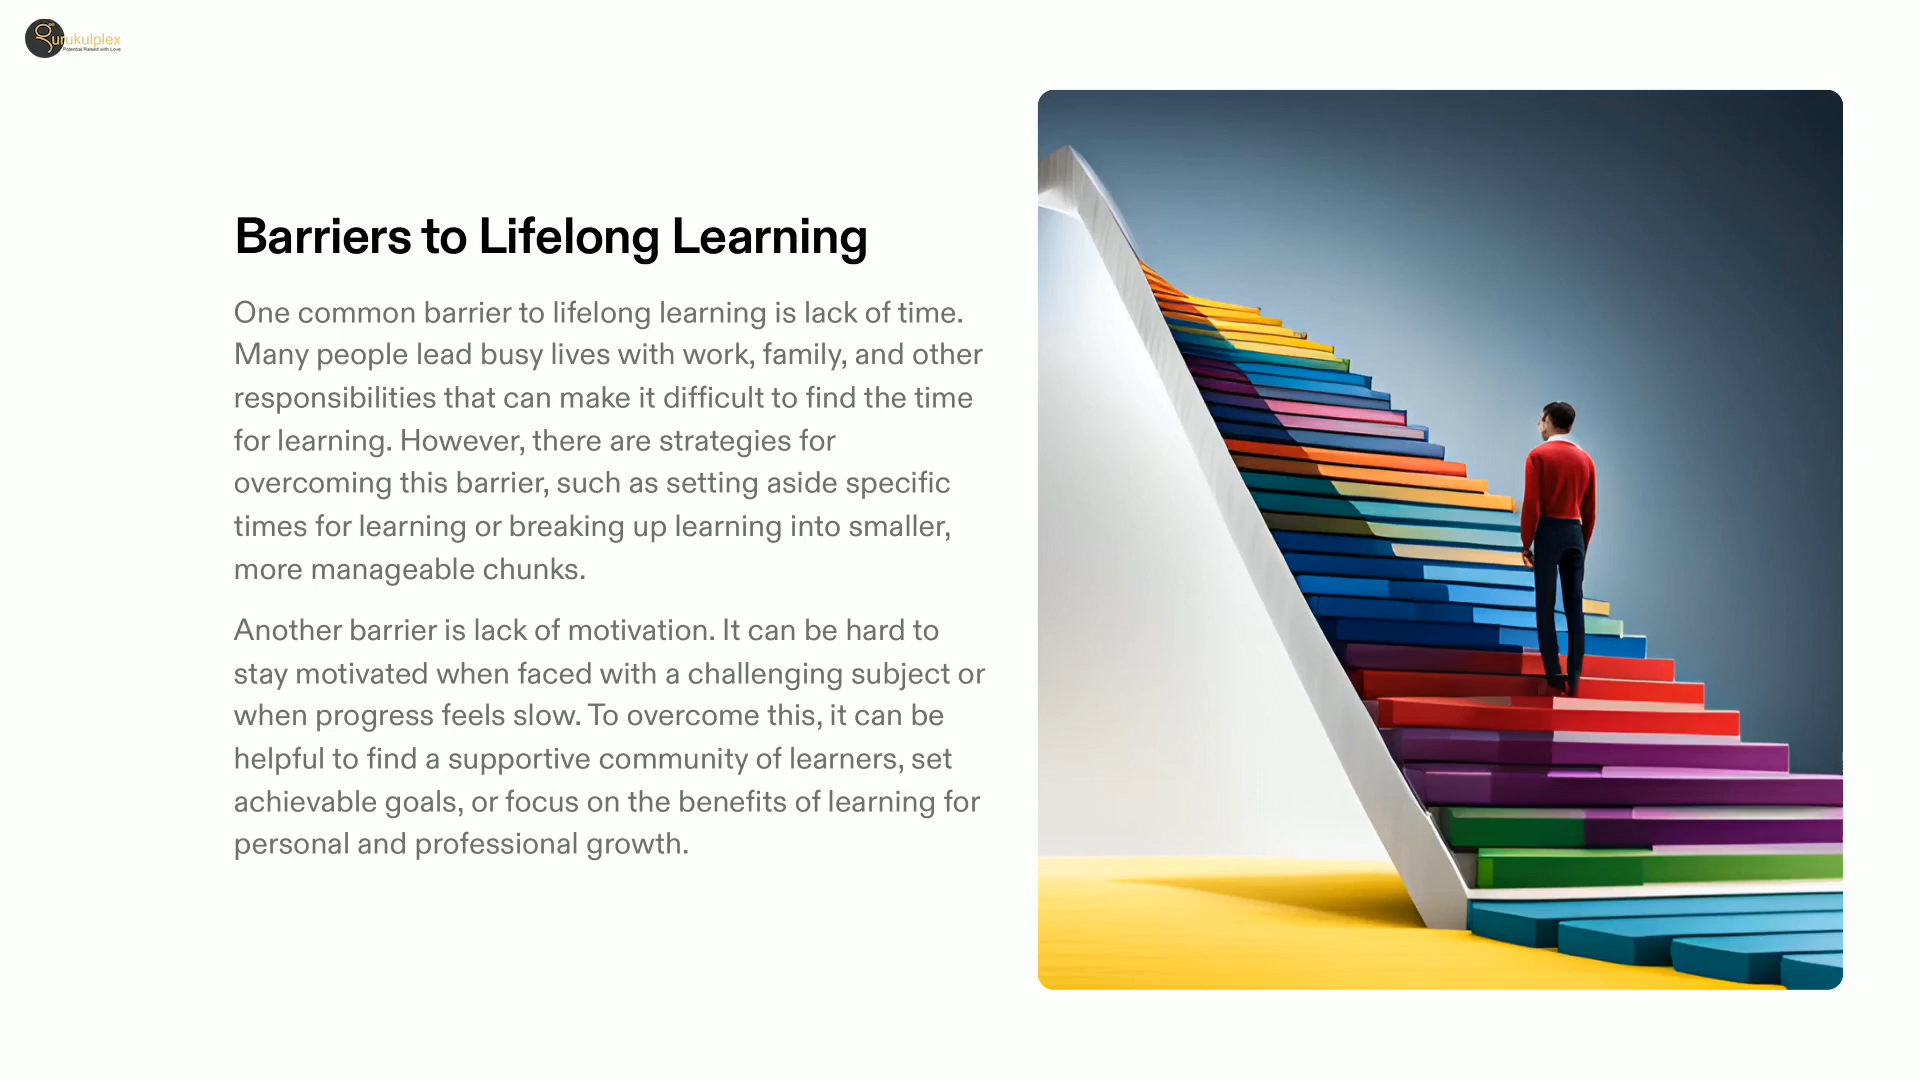 gurukulplex
Potential Raised with Love
Barriers to Lifelong Learning
One common barrier to lifelong learning is lack of time.
Many people lead busy lives with work, family, and other
responsibilities that can make it difficult to find the time
for learning. However, there are strategies for
overcoming this barrier, such as setting aside specific
times for learning or breaking up learning into smaller,
more manageable chunks.
Another barrier is lack of motivation. It can be hard to
stay motivated when faced with a challenging subject or
when progress feels slow. To overcome this, it can be
helpful to find a supportive community of learners, set
achievable goals, or focus on the benefits of learning for
personal and professional growth.